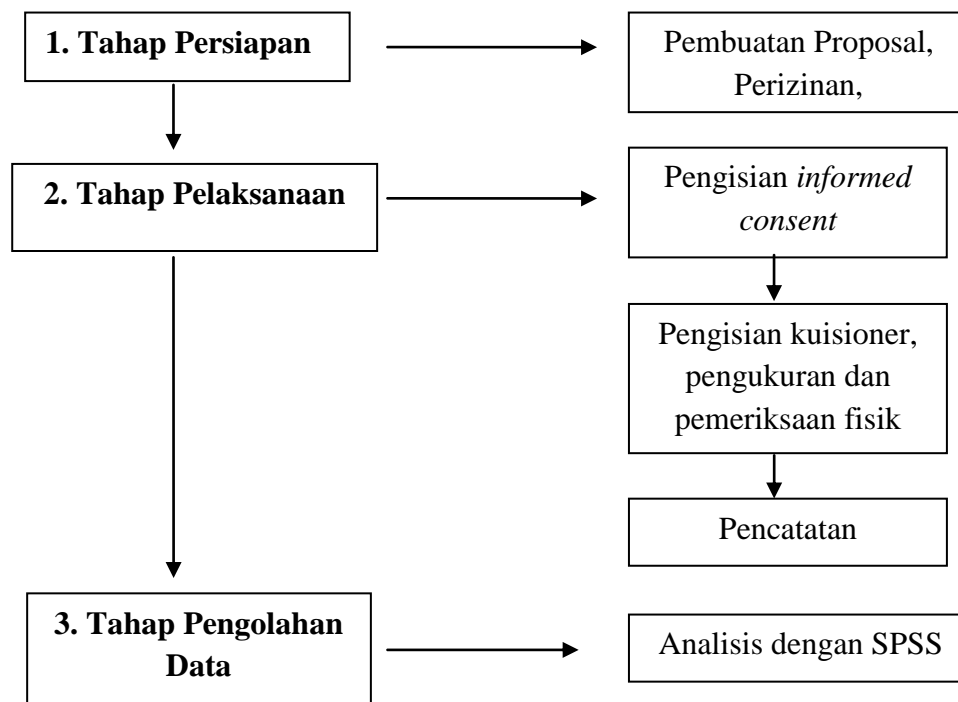 1. Tahap Persiapan
Pembuatan Proposal,
Perizinan,
2. Tahap Pelaksanaan
Pengisian informed
consent
Pengisian kuisioner,
pengukuran dan
pemeriksaan fisik
Pencatatan
3. Tahap Pengolahan
Data
Analisis dengan SPSS